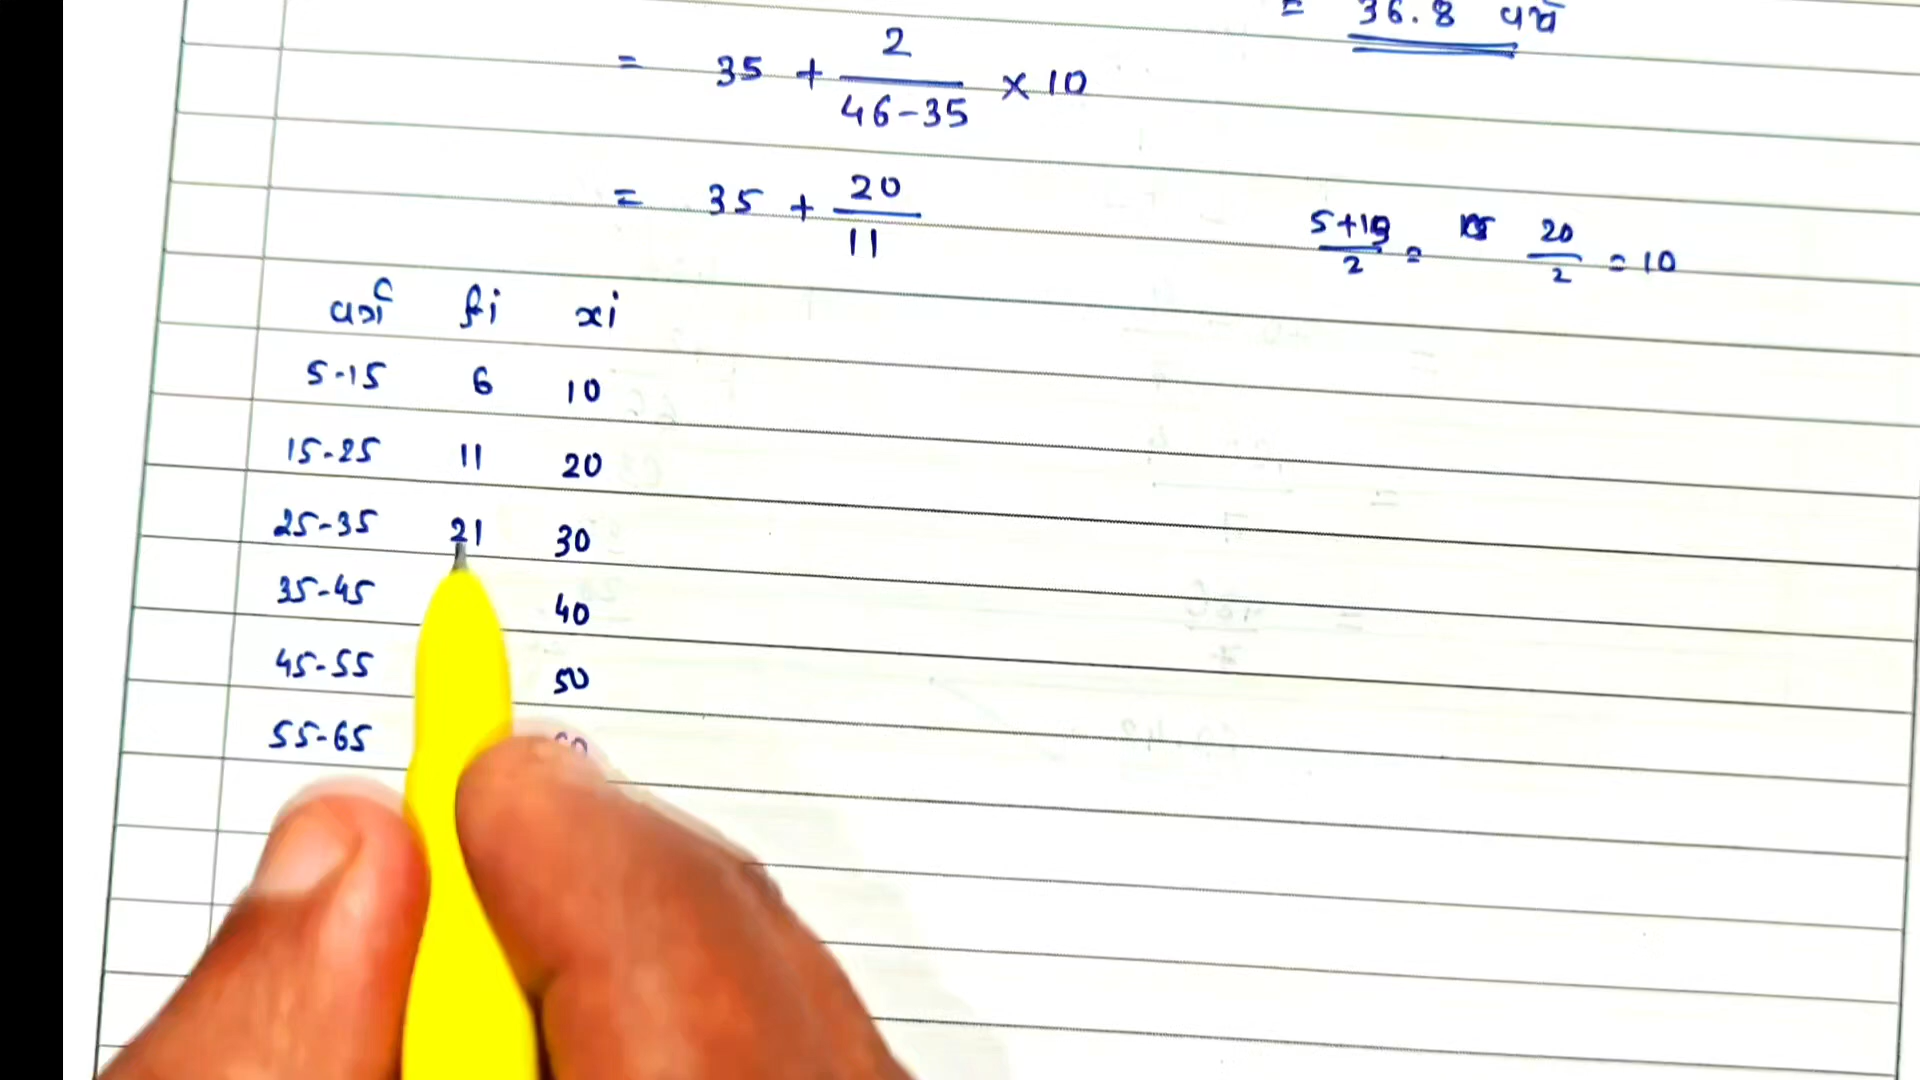 = 36.8 वर्ष
= 35 + 2/(46-35) × 10
= 35 + 20/11
5+15/2 = 20/2 = 10
वर्ग fi xi
5-15 6 10
15-25 11 20
25-35 21 30
35-45 40
45-55 50
55-65